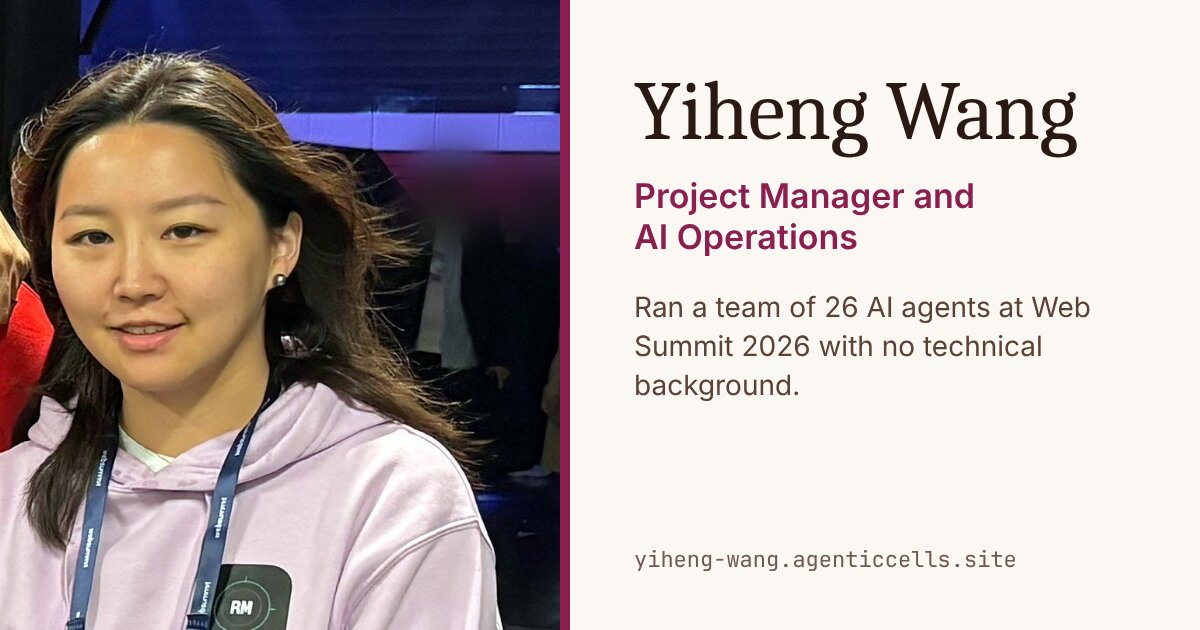 Yiheng Wang
Project Manager and
AI Operations
Ran a team of 26 AI agents at Web
Summit 2026 with no technical
background.
yiheng-wang.agenticcells.site
RM